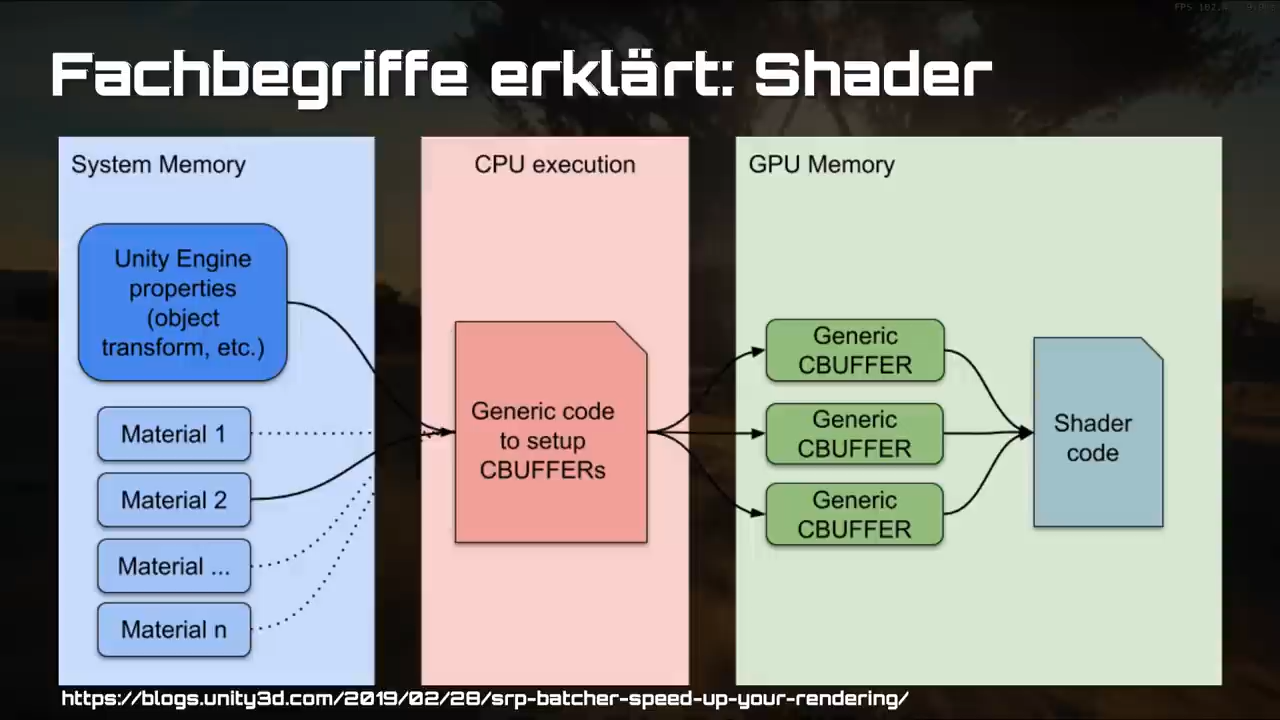 Fachbegriffe erklärt: Shader
System Memory
Unity Engine
properties
(object
transform, etc.)
Material 1
Material 2
Material ...
Material n
CPU execution
Generic code
to setup
CBUFFERs
GPU Memory
Generic
CBUFFER
Generic
CBUFFER
Generic
CBUFFER
Shader
code
https://blogs.unity3d.com/2019/02/28/srp-batcher-speed-up-your-rendering/